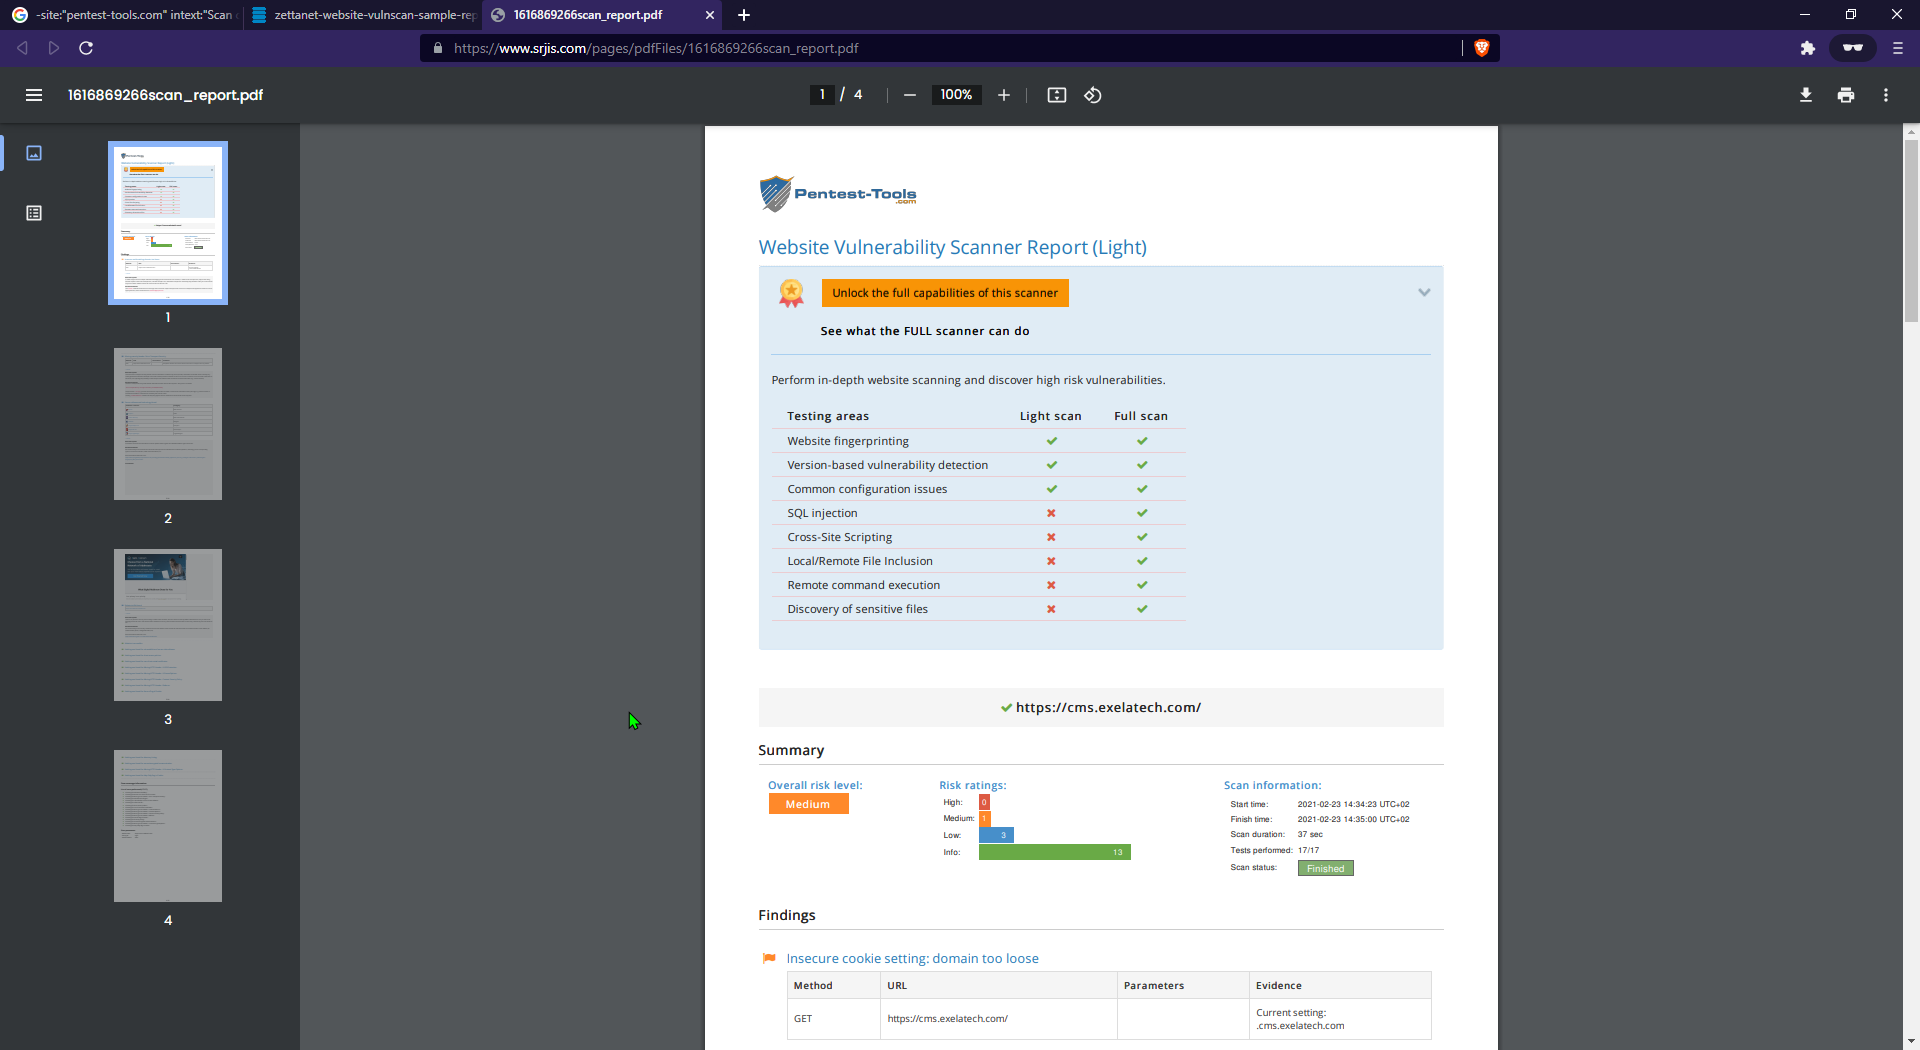 -site:"pentest-tools.com" intext:"Scan
zettanet-website-vulnscan-sample-rep
1616869266scan_report.pdf
https://www.srjis.com/pages/pdfFiles/1616869266scan_report.pdf
1616869266scan_report.pdf
1 / 4
100%
1
2
3
4
Pentest-Tools
.com
Website Vulnerability Scanner Report (Light)
Unlock the full capabilities of this scanner
See what the FULL scanner can do
Perform in-depth website scanning and discover high risk vulnerabilities.
Testing areas Light scan Full scan
Website fingerprinting
Version-based vulnerability detection
Common configuration issues
SQL injection
Cross-Site Scripting
Local/Remote File Inclusion
Remote command execution
Discovery of sensitive files
https://cms.exelatech.com/
Summary
Overall risk level:
Medium
Risk ratings:
High: 0
Medium: 1
Low: 3
Info: 13
Scan information:
Start time: 2021-02-23 14:34:23 UTC+02
Finish time: 2021-02-23 14:35:00 UTC+02
Scan duration: 37 sec
Tests performed: 17/17
Scan status: Finished
Findings
Insecure cookie setting: domain too loose
Method URL Parameters Evidence
GET https://cms.exelatech.com/ Current setting:
.cms.exelatech.com